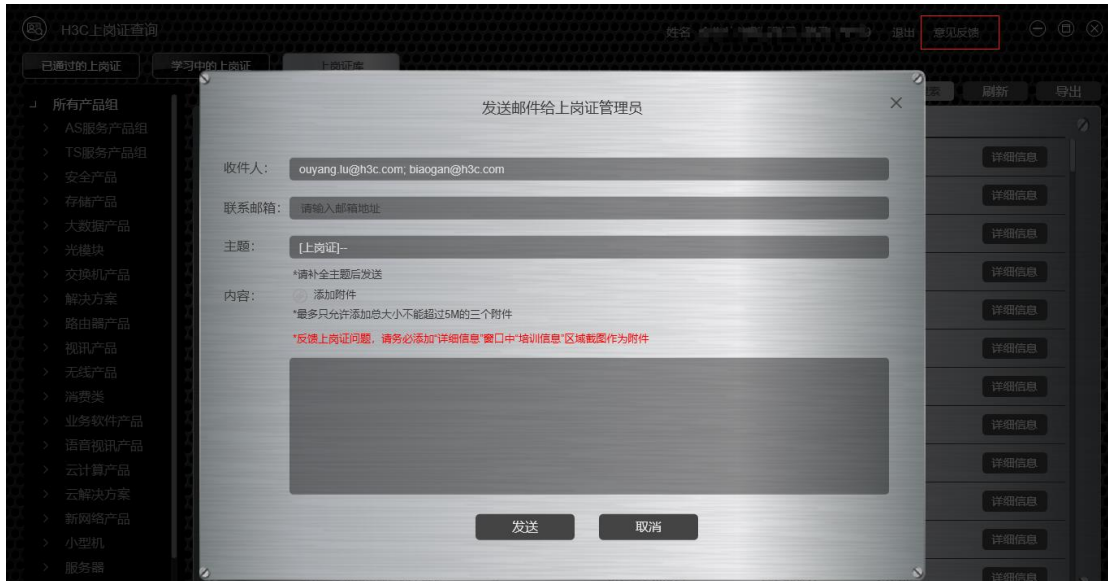 H3C上岗证查询
姓名
退出
意见反馈
已通过的上岗证
学习中的上岗证
上岗证库
刷新
导出
所有产品组
AS服务产品组
TS服务产品组
安全产品
存储产品
大数据产品
光模块
交换机产品
解决方案
路由器产品
视讯产品
无线产品
消费类
业务软件产品
语音视讯产品
云计算产品
云解决方案
新网络产品
小型机
服务器
发送邮件给上岗证管理员
收件人：
ouyang.lu@h3c.com; biaogan@h3c.com
联系邮箱：
请输入邮箱地址
主题：
[上岗证]--
*请补全主题后发送
内容：
添加附件
*最多只允许添加总大小不能超过5M的三个附件
*反馈上岗证问题，请务必添加“详细信息”窗口中“培训信息”区域截图作为附件
发送
取消
详细信息
详细信息
详细信息
详细信息
详细信息
详细信息
详细信息
详细信息
详细信息
详细信息
详细信息
详细信息